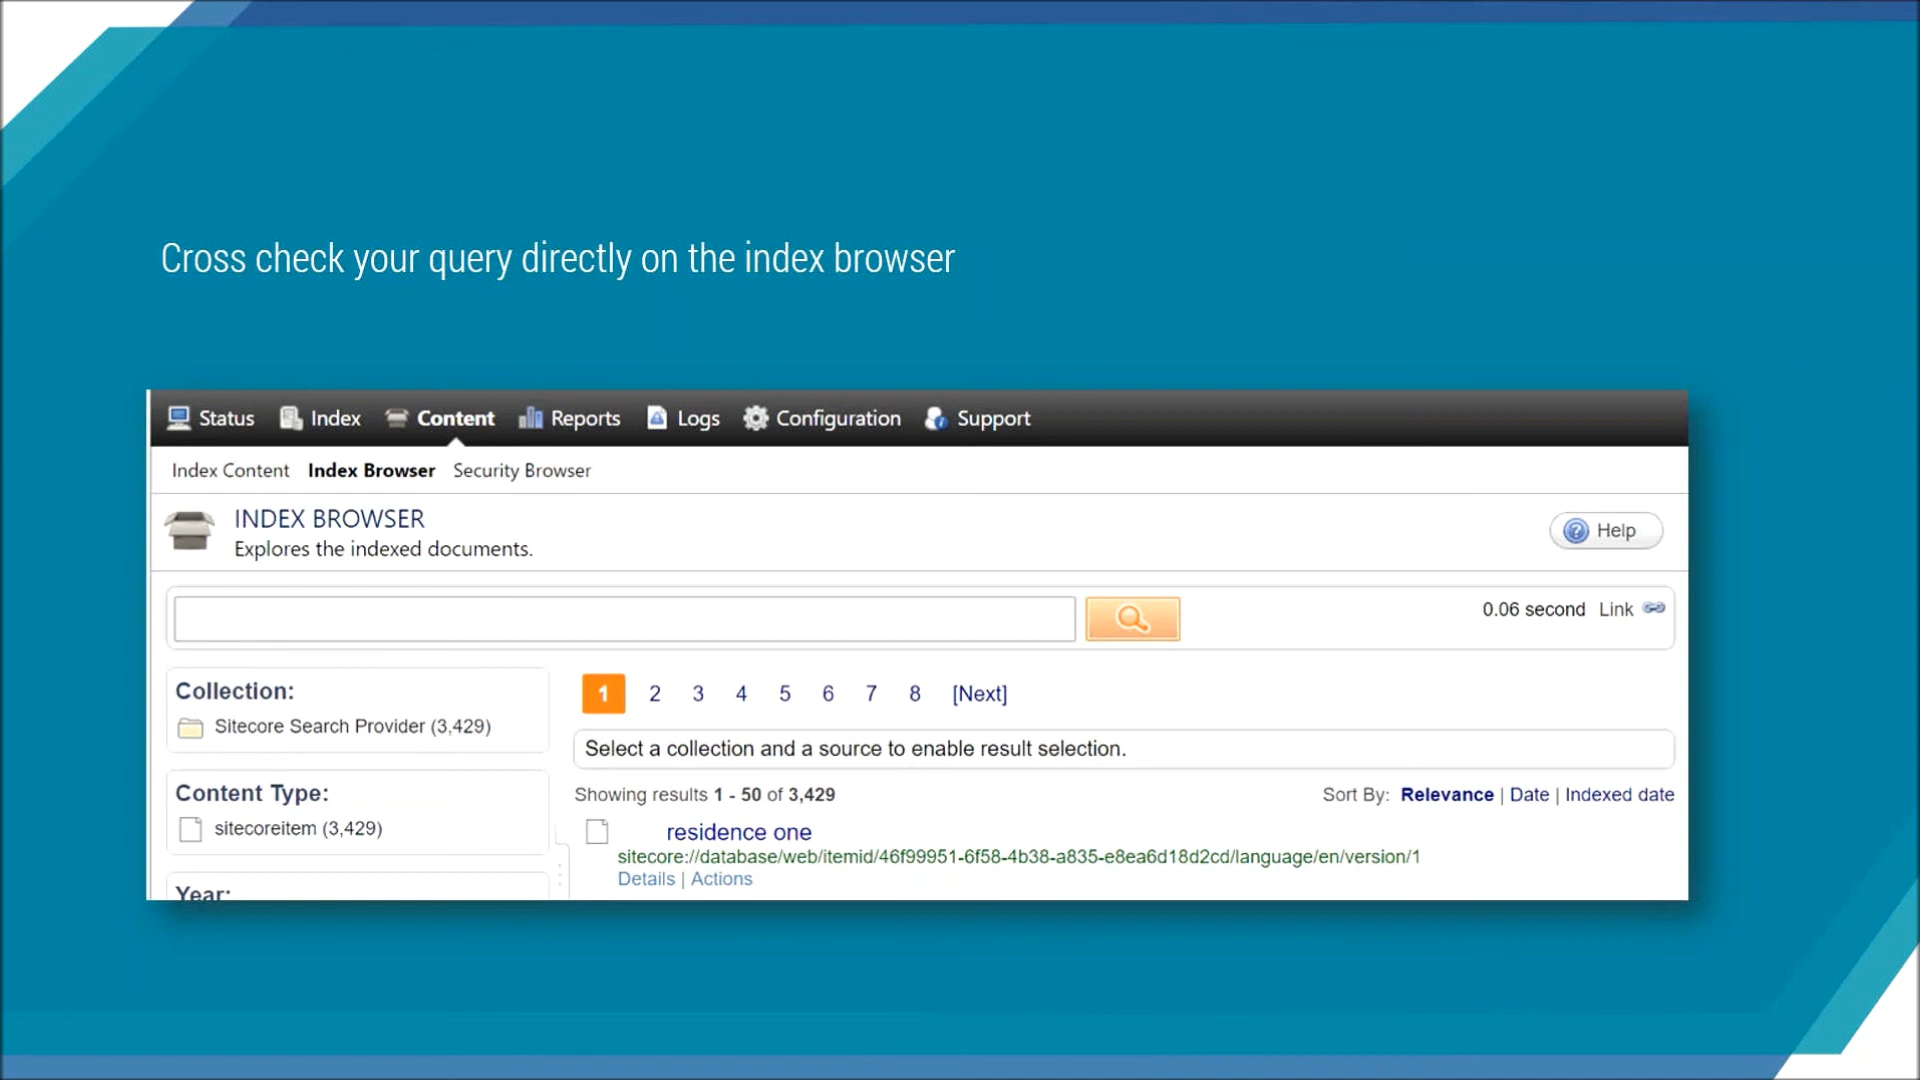 Cross check your query directly on the index browser
Status Index Content Reports Logs Configuration Support
Index Content Index Browser Security Browser
INDEX BROWSER
Explores the indexed documents.
Help
0.06 second Link
Collection:
Sitecore Search Provider (3,429)
Content Type:
sitecoreitem (3,429)
Year:
1 2 3 4 5 6 7 8 [Next]
Select a collection and a source to enable result selection.
Showing results 1 - 50 of 3,429
Sort By: Relevance | Date | Indexed date
residence one
sitecore://database/web/itemid/46f99951-6f58-4b38-a835-e8ea6d18d2cd/language/en/version/1
Details | Actions